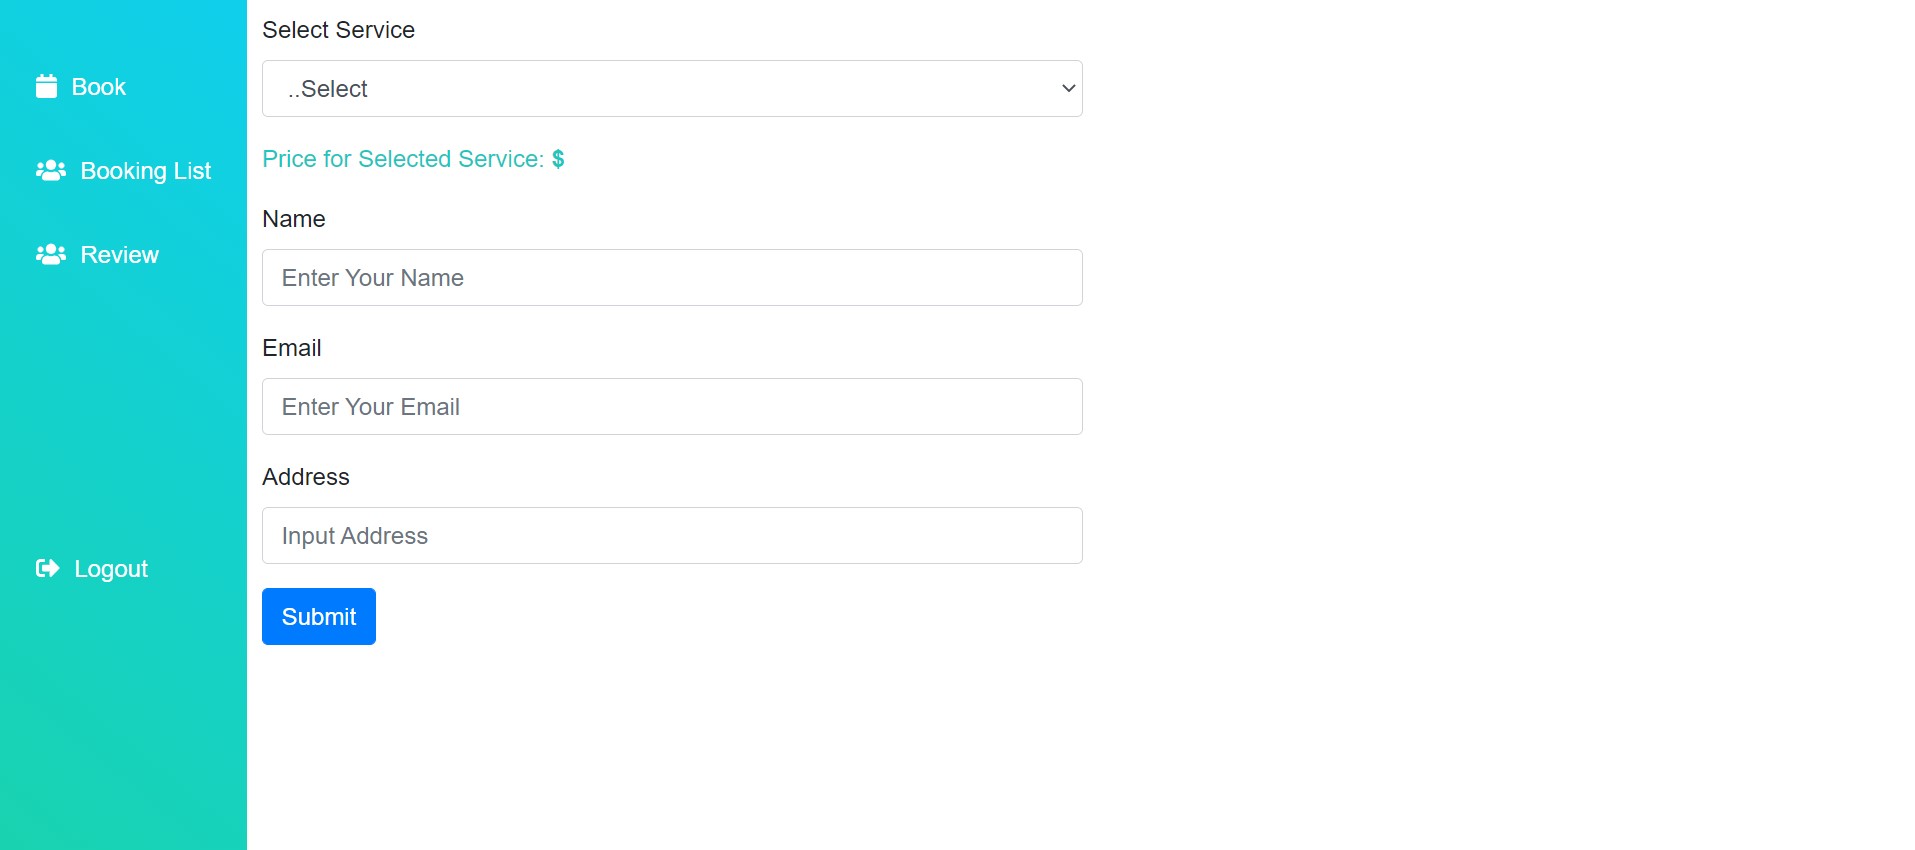 Book
Booking List
Review
Logout
Select Service
..Select
Price for Selected Service: $
Name
Enter Your Name
Email
Enter Your Email
Address
Input Address
Submit